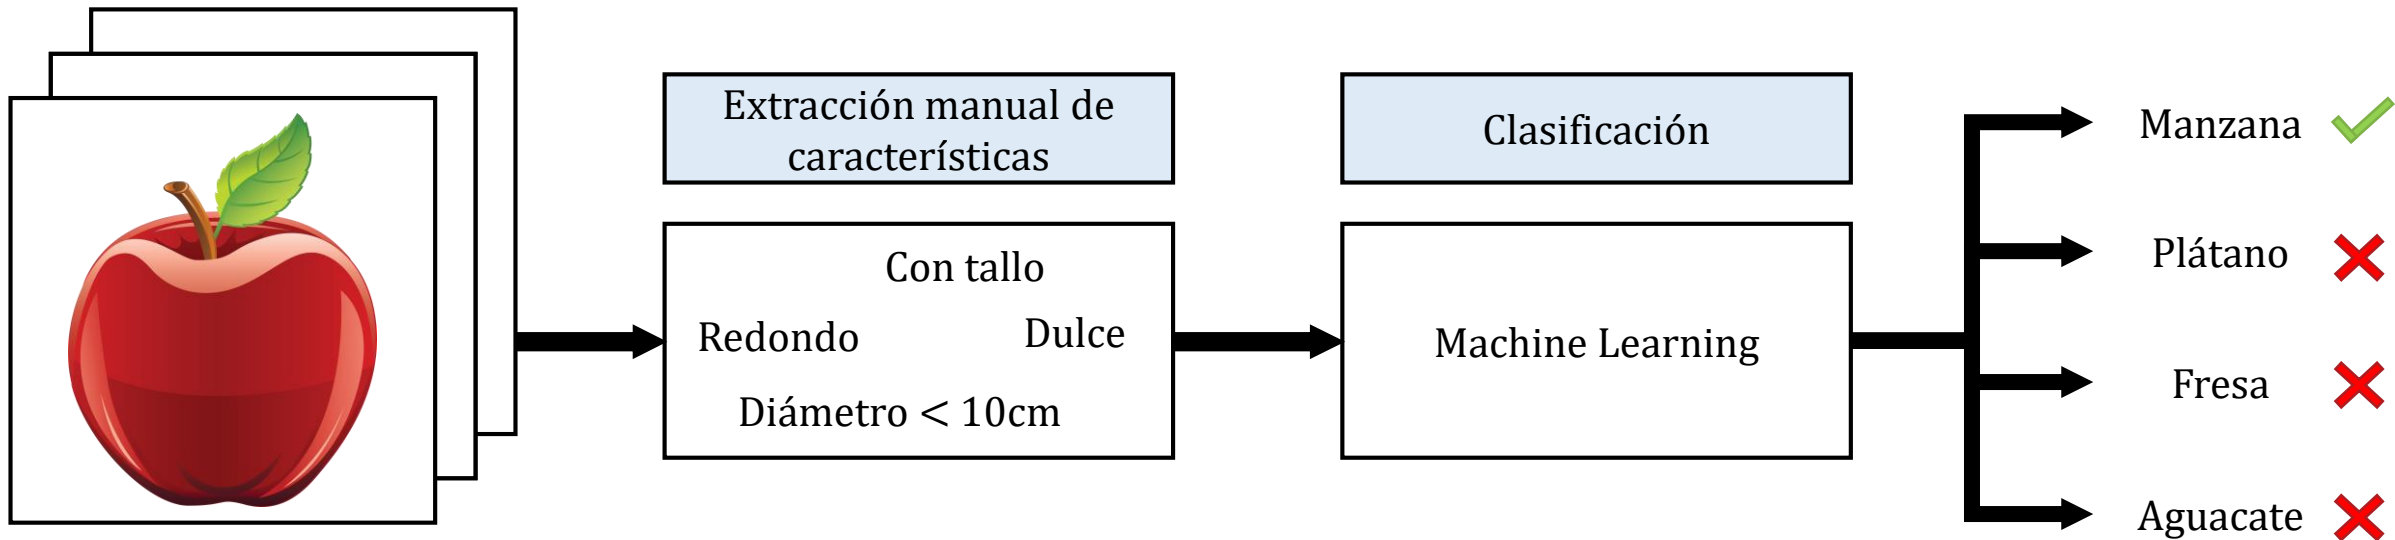 Extracción manual de
características
Con tallo
Redondo
Dulce
Diámetro < 10cm
Clasificación
Machine Learning
Manzana
Plátano
Fresa
Aguacate